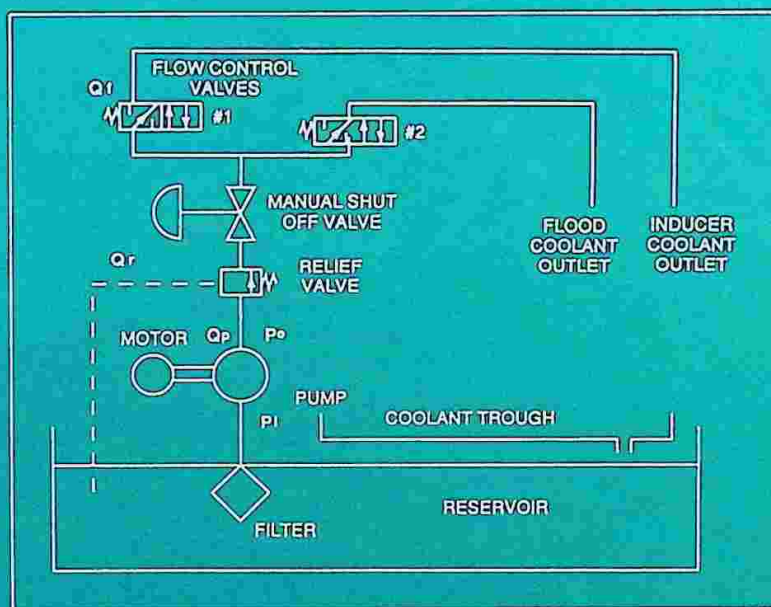 FLOW CONTROL
VALVES
Q1
#1
#2
MANUAL SHUT
OFF VALVE
FLOOD
COOLANT
OUTLET
INDUCER
COOLANT
OUTLET
Qr
RELIEF
VALVE
MOTOR
Qp
Po
PUMP
PI
COOLANT TROUGH
RESERVOIR
FILTER